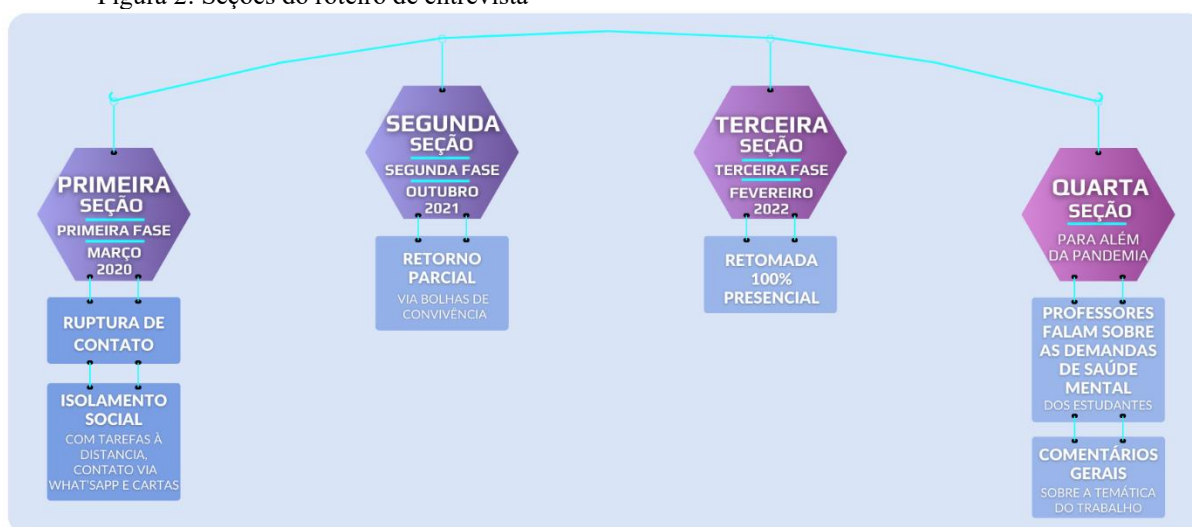 Figura 2: Seções do roteiro de entrevista
PRIMEIRA
SEÇÃO
PRIMEIRA FASE
MARÇO
2020
RUPTURA DE
CONTATO
ISOLAMENTO
SOCIAL
COM TAREFAS À
DISTANCIA,
CONTATO VIA
WHAT'SAPP E CARTAS
SEGUNDA
SEÇÃO
SEGUNDA FASE
OUTUBRO
2021
RETORNO
PARCIAL
VIA BOLHAS DE
CONVIVÊNCIA
TERCEIRA
SEÇÃO
TERCEIRA FASE
FEVEREIRO
2022
RETOMADA
100%
PRESENCIAL
QUARTA
SEÇÃO
PARA ALÉM
DA PANDEMIA
PROFESSORES
FALAM SOBRE
AS DEMANDAS
DE SAÚDE
MENTAL
DOS ESTUDANTES
COMENTÁRIOS
GERAIS
SOBRE A TEMÁTICA
DO TRABALHO